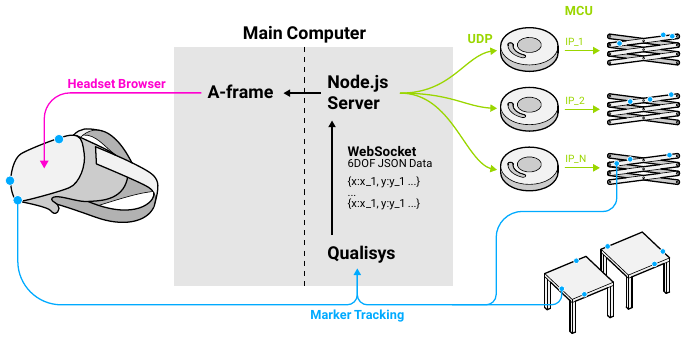 MCU
Main Computer
UDP
IP_1
Headset Browser
A-frame
Node.js
Server
IP_2
WebSocket
6DOF JSON Data
IP_N
{x:x_1, y:y_1 ...}
...
{x:x_1, y:y_1 ...}
Qualisys
Marker Tracking